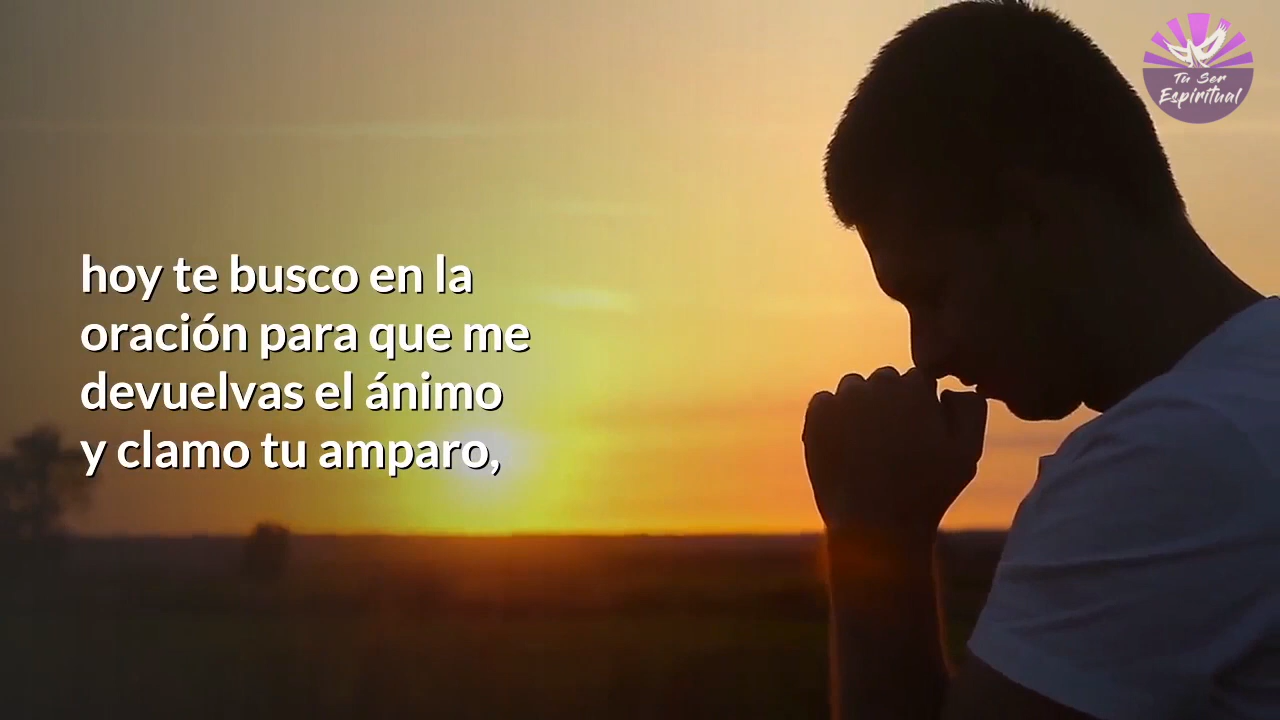 Tu Ser
Espiritual
hoy te busco en la
oración para que me
devuelvas el ánimo
y clamo tu amparo,